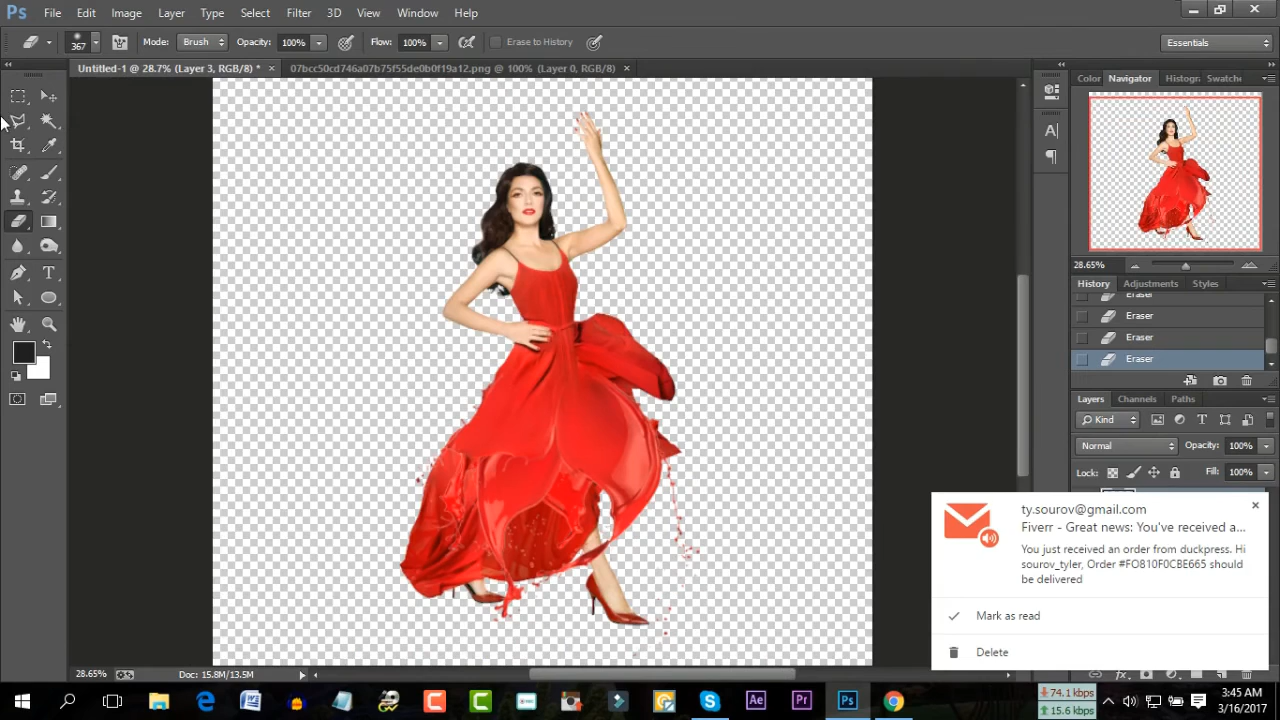 Ps File Edit Image Layer Type Select Filter 3D View Window Help
367 Mode: Brush Opacity: 100% Flow: 100% Erase to History Essentials
Untitled-1 @ 28.7% (Layer 3, RGB/8) * × 07bcc50cd746a07b75f55de0b0f19a12.png @ 100% (Layer 0, RGB/8) ×
Color Navigator Histogr Swatche
28.65%
History Adjustments Styles
Eraser
Eraser
Eraser
Eraser
Layers Channels Paths
Kind
Normal Opacity: 100%
Lock: Fill: 100%
ty.sourov@gmail.com
Fiverr - Great news: You've received a...
You just received an order from duckpress. Hi
sourov_tyler, Order #FO810F0CBE665 should
be delivered
Mark as read
Delete
28.65% Doc: 15.8M/13.5M
Ae Pr Ps
74.1 kbps
15.6 kbps
3:45 AM
3/16/2017